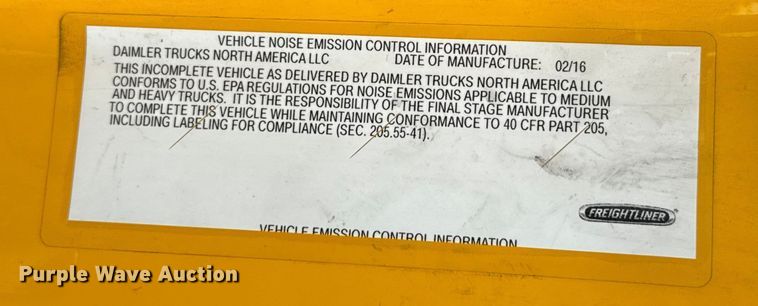 VEHICLE NOISE EMISSION CONTROL INFORMATION
DAIMLER TRUCKS NORTH AMERICA LLC DATE OF MANUFACTURE: 02/16
THIS INCOMPLETE VEHICLE AS DELIVERED BY DAIMLER TRUCKS NORTH AMERICA LLC
CONFORMS TO U.S. EPA REGULATIONS FOR NOISE EMISSIONS APPLICABLE TO MEDIUM
AND HEAVY TRUCKS. IT IS THE RESPONSIBILITY OF THE FINAL STAGE MANUFACTURER
TO COMPLETE THIS VEHICLE WHILE MAINTAINING CONFORMANCE TO 40 CFR PART 205,
INCLUDING LABELING FOR COMPLIANCE (SEC. 205.55-41).
FREIGHTLINER
VEHICLE EMISSION CONTROL INFORMATION
Purple Wave Auction